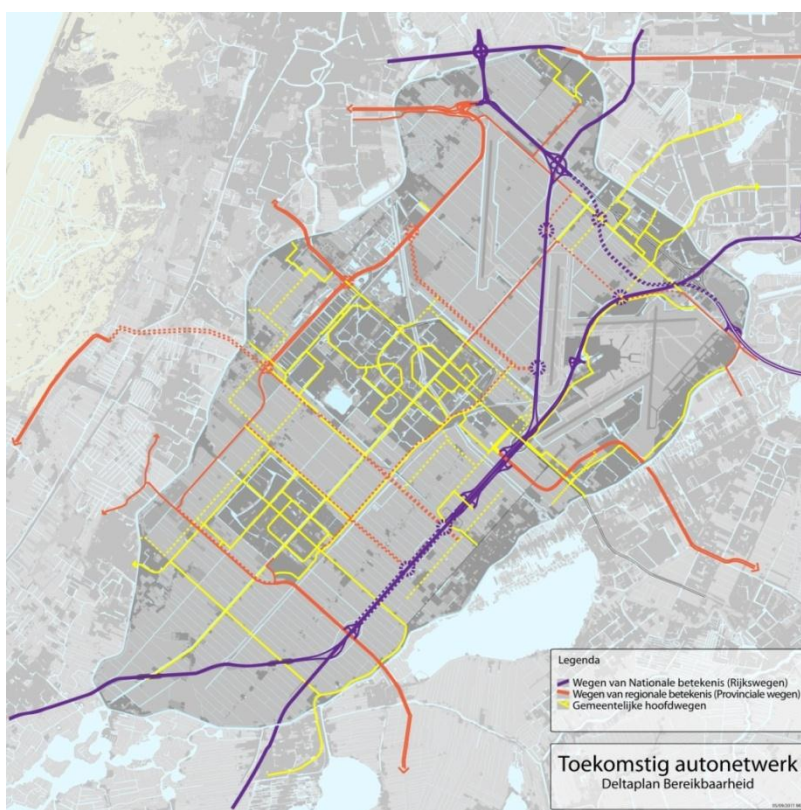 Legenda
Wegen van Nationale betekenis (Rijkswegen)
Wegen van regionale betekenis (Provinciale wegen)
Gemeentelijke hoofdwegen
Toekomstig autonetwerk
Deltaplan Bereikbaarheid